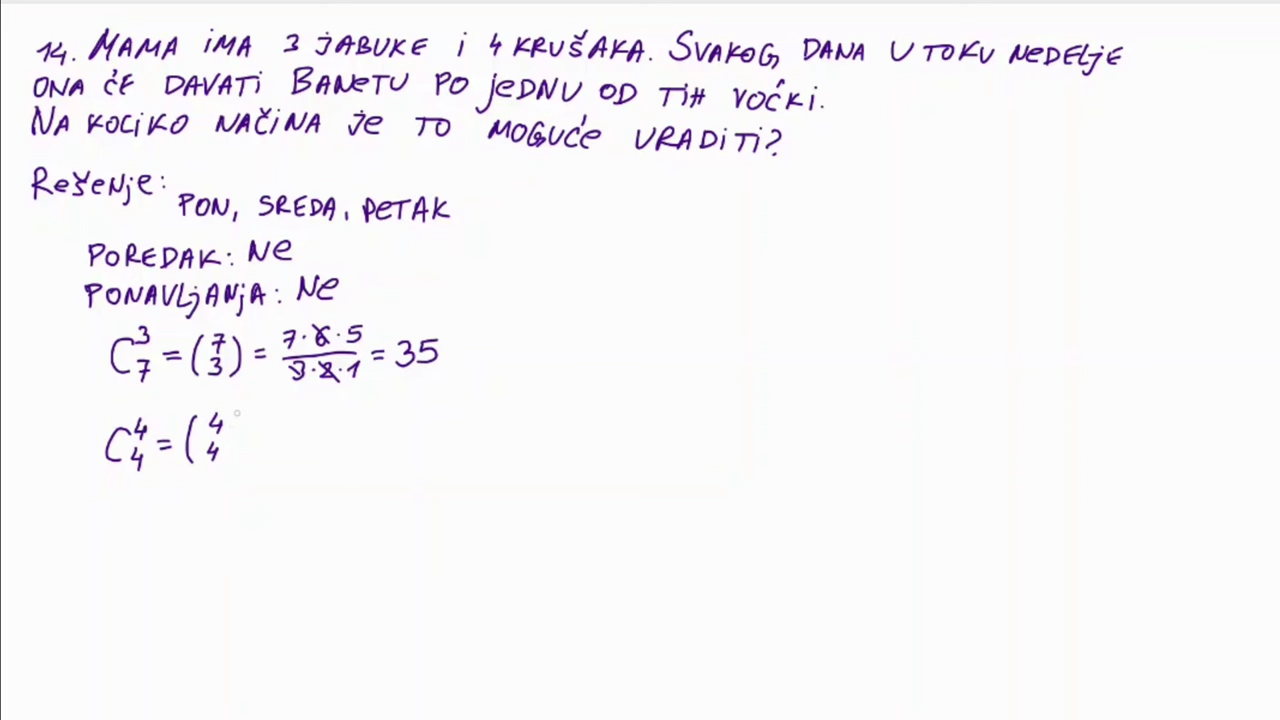 14. MAMA IMA 3 JABUKE I 4 KRUŠAKA. SVAKOG DANA U TOKU NEDELJE
ONA ĆE DAVATI BANETU PO JEDNU OD TIH VOĆKI.
NA KOLIKO NAČINA JE TO MOGUĆE URADITI?
REŠENJE:
PON, SREDA, PETAK
POREDAK: NE
PONAVLJANJA: NE
C₇³ = (7 3) = 7·6·5 / 3·2·1 = 35
C₄⁴ = (4 4